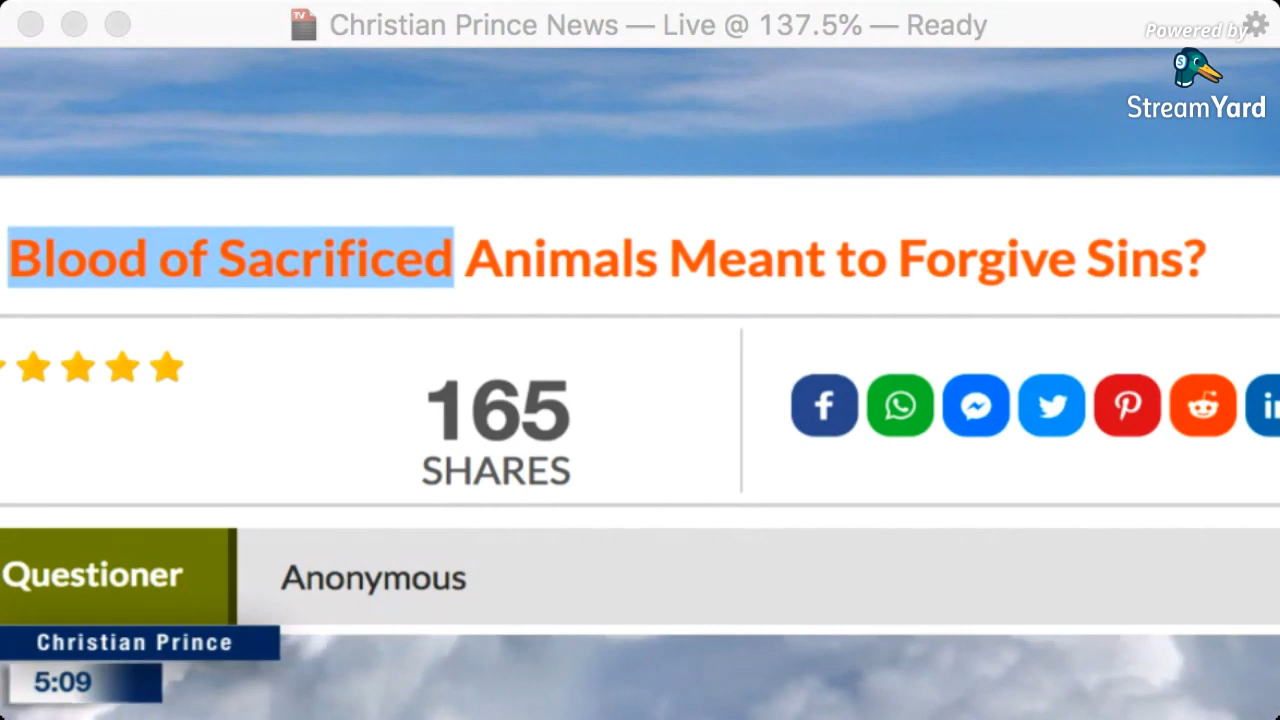 Christian Prince News — Live @ 137.5% — Ready
Powered by
StreamYard
Blood of Sacrificed Animals Meant to Forgive Sins?
165
SHARES
Questioner
Anonymous
Christian Prince
5:09